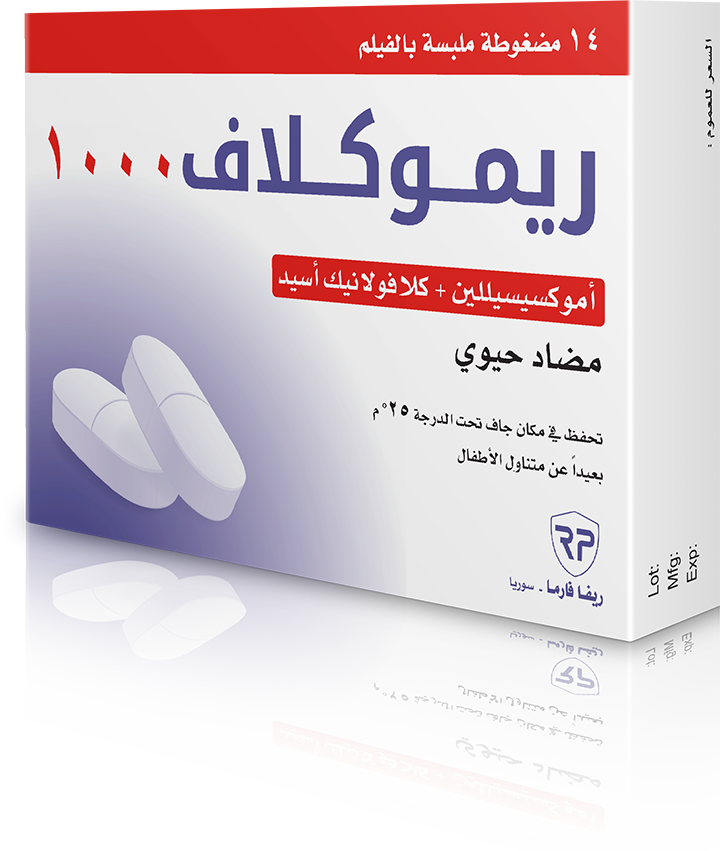 ١٤ مضغوطة ملبسة بالفيلم
ريموكلاف ١٠٠٠
أموكسيسيللين + كلافولانيك أسيد
مضاد حيوي
تحفظ في مكان جاف تحت الدرجة ٢٥°م
بعيداً عن متناول الأطفال
RP
ريفا فارما - سوريا
السعر للعموم :
Lot:
Mfg:
Exp: